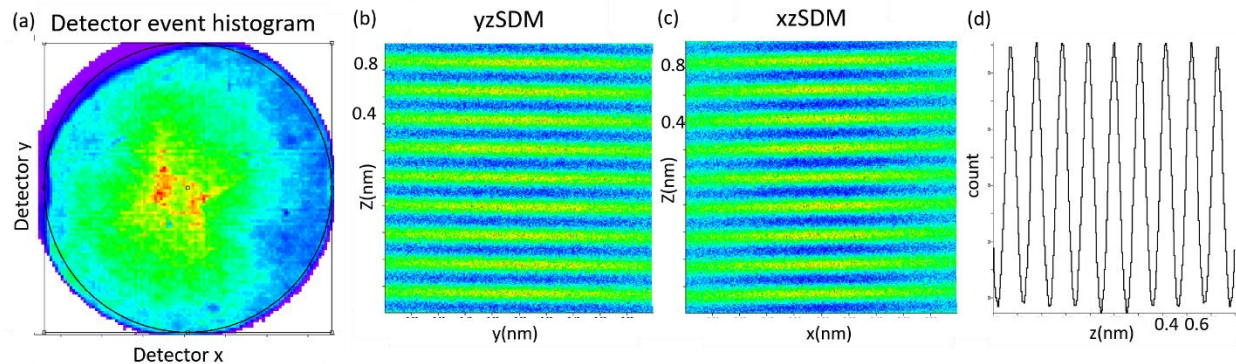 (a) Detector event histogram
Detector y
Detector x
(b) yzSDM
Z(nm)
0.8
0.4
y(nm)
(c) xzSDM
Z(nm)
0.8
0.4
x(nm)
(d)
count
0.4 0.6
z(nm)